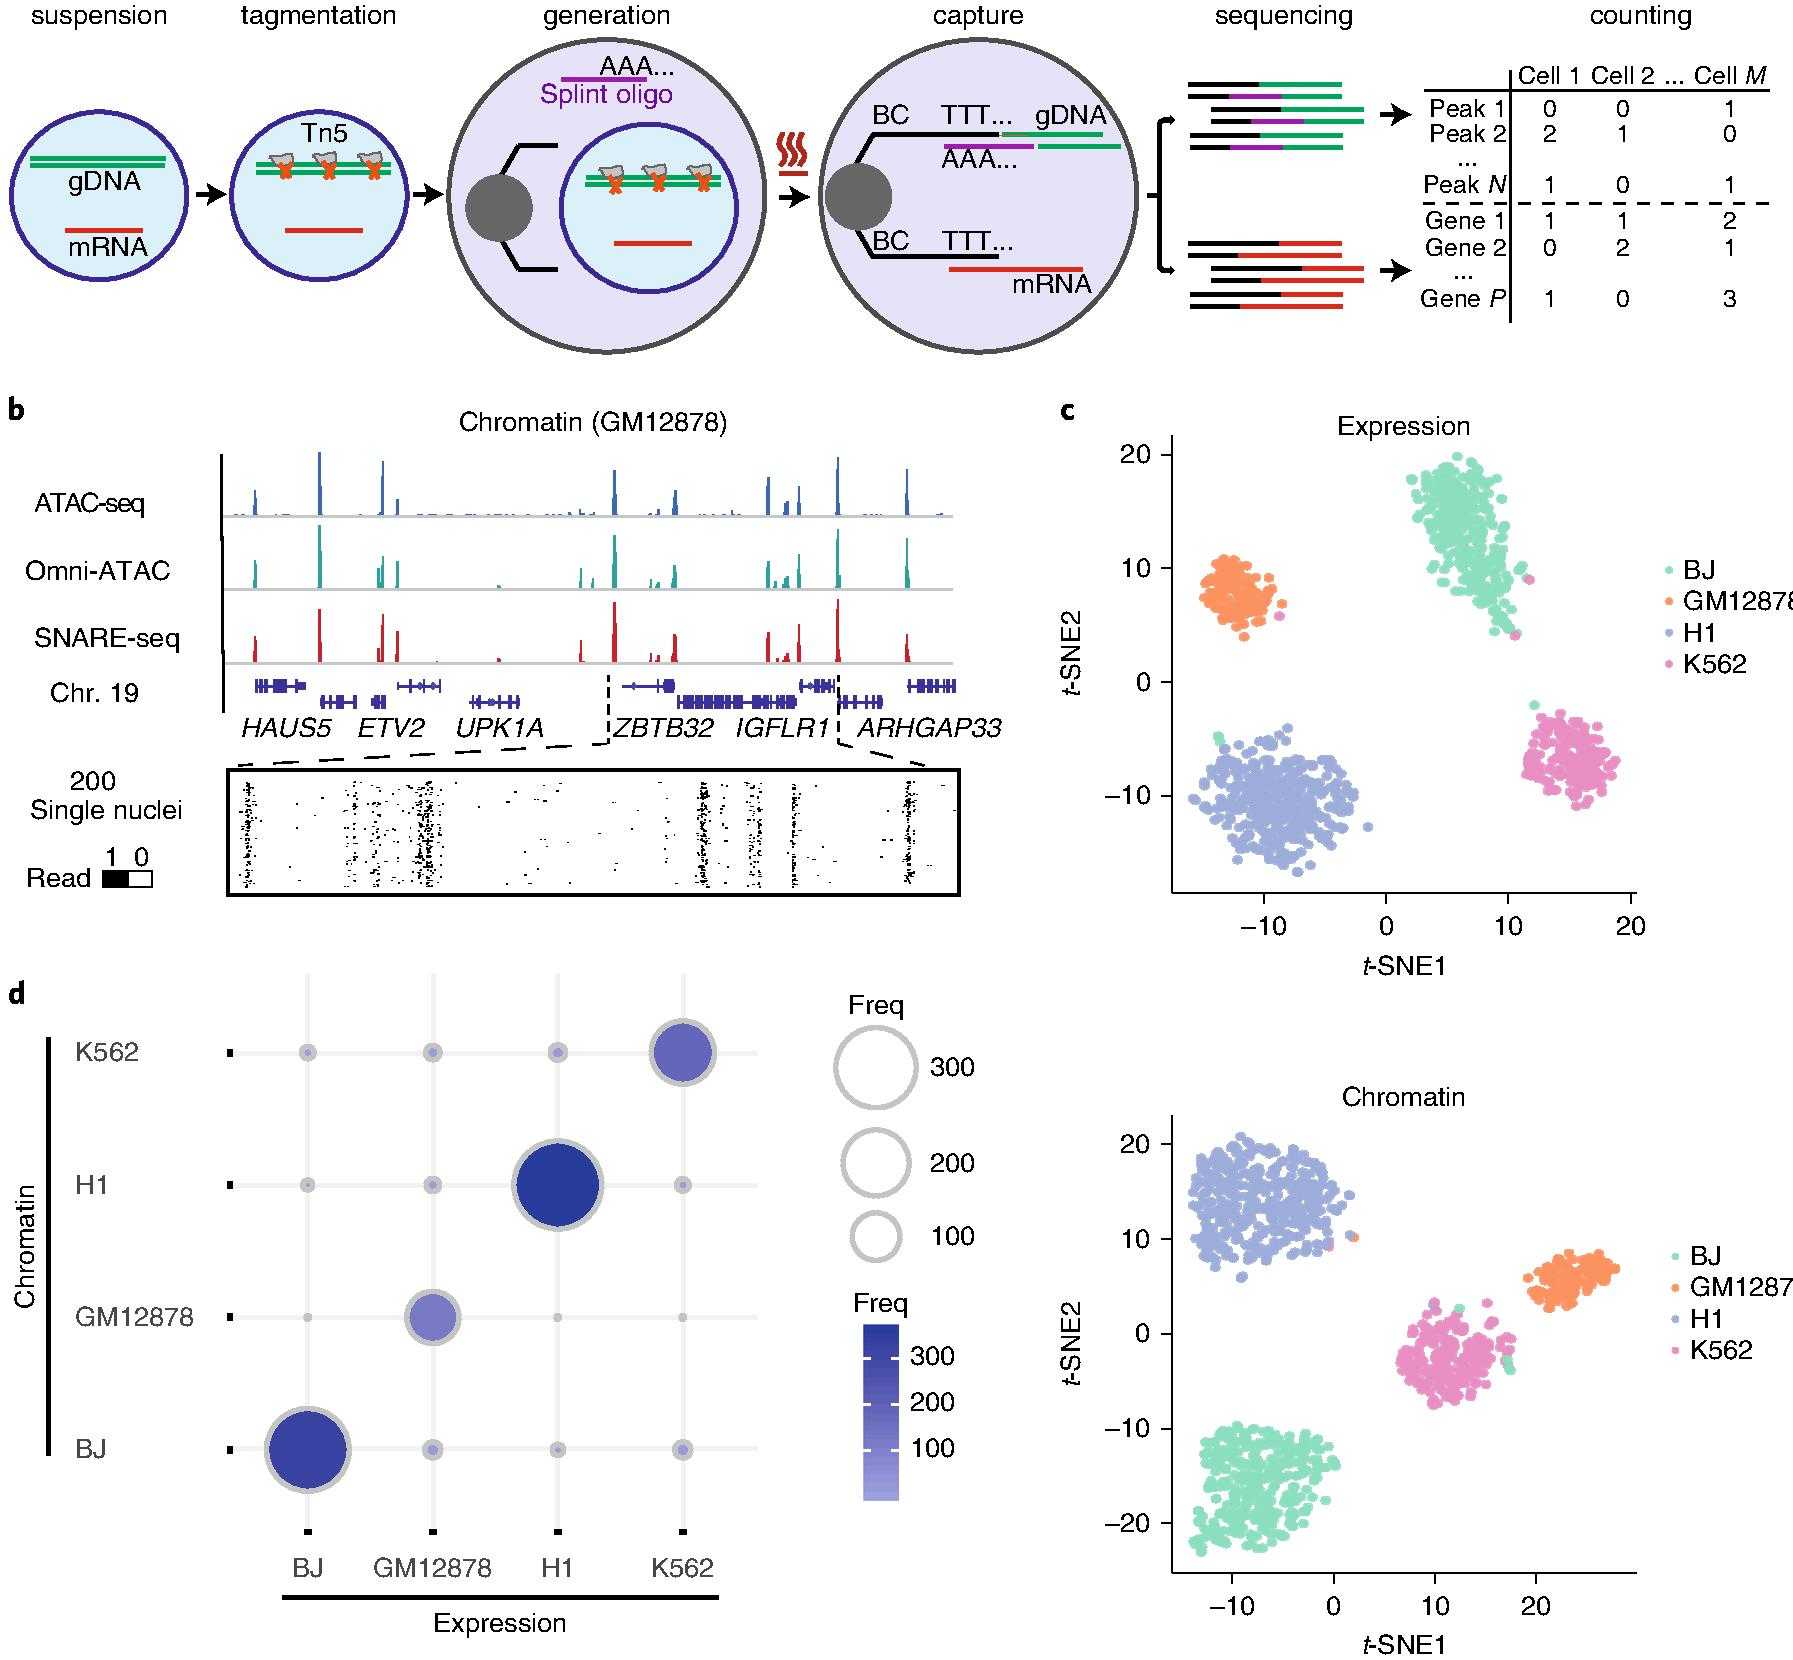 suspension tagmentation generation capture sequencing counting
AAA...
Splint oligo
Tn5
gDNA
mRNA
BC TTT... gDNA
AAA...
BC TTT...
mRNA
Cell 1 Cell 2 ... Cell M
Peak 1 0 0 1
Peak 2 2 1 0
...
Peak N 1 0 1
Gene 1 1 1 2
Gene 2 0 2 1
...
Gene P 1 0 3
b
Chromatin (GM12878)
ATAC-seq
Omni-ATAC
SNARE-seq
Chr. 19
HAUS5 ETV2 UPK1A ZBTB32 IGFLR1 ARHGAP33
200
Single nuclei
1 0
Read
c
Expression
20
10
0
−10
t-SNE2
−10 0 10 20
t-SNE1
BJ
GM12878
H1
K562
d
K562
H1
GM12878
BJ
Chromatin
BJ GM12878 H1 K562
Expression
Freq
300
200
100
Freq
300
200
100
Chromatin
20
10
0
−10
−20
t-SNE2
−10 0 10 20
t-SNE1
BJ
GM1287
H1
K562